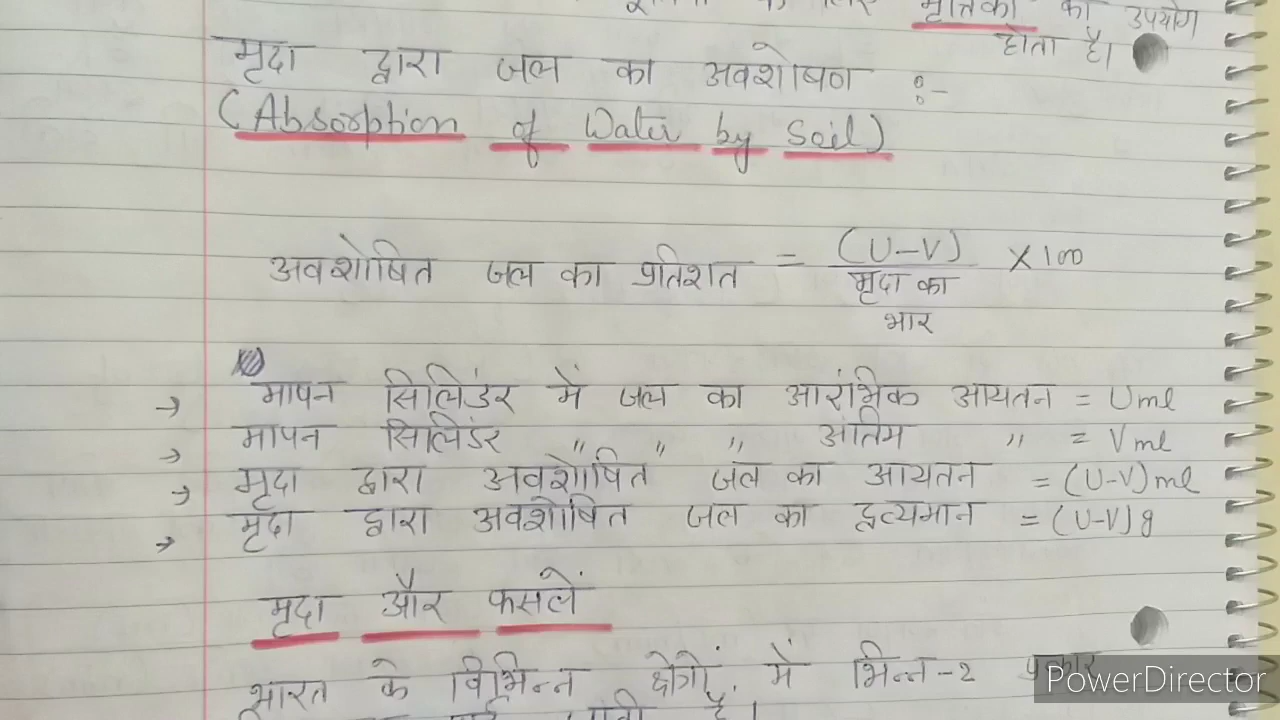 के लिए मृत्तिका का उपयोग
होता है।
मृदा द्वारा जल का अवशोषण :-
(Absorption of Water by Soil)
अवशोषित जल का प्रतिशत = (U-V) / मृदा का भार × 100
→ मापन सिलिंडर में जल का आरंभिक आयतन = U ml
→ मापन सिलिंडर " " " अंतिम " = V ml
→ मृदा द्वारा अवशोषित जल का आयतन = (U-V) ml
→ मृदा द्वारा अवशोषित जल का द्रव्यमान = (U-V) g
मृदा और फसलें
भारत के विभिन्न क्षेत्रों में भिन्न-2 प्रकार
है।
PowerDirector